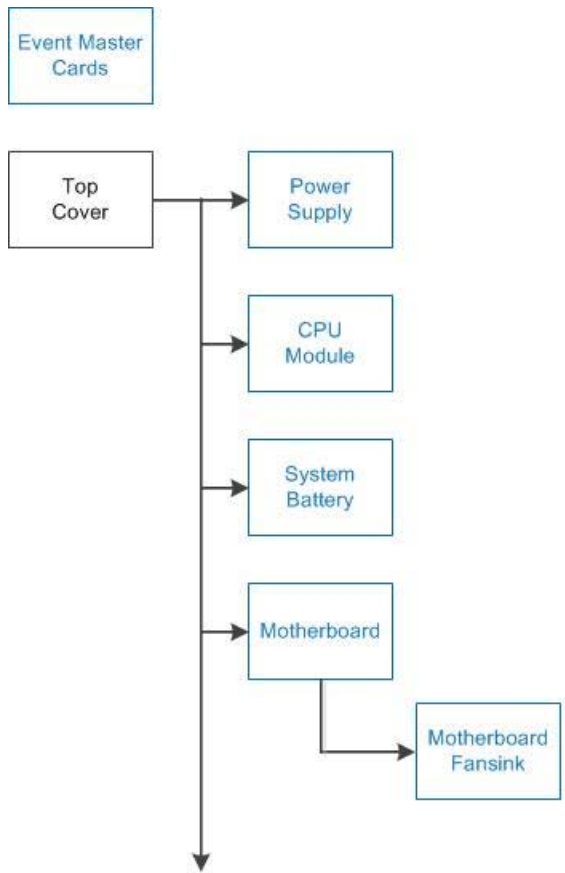 Event Master
Cards
Top
Cover
Power
Supply
CPU
Module
System
Battery
Motherboard
Motherboard
Fansink